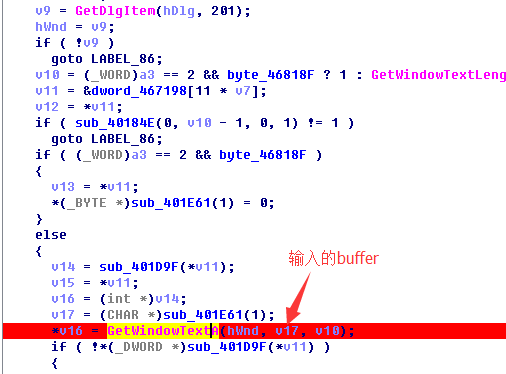 v9 = GetDlgItem(hDlg, 201);
hWnd = v9;
if ( !v9 )
goto LABEL_86;
v10 = (_WORD)a3 == 2 && byte_46818F ? 1 : GetWindowTextLeng
v11 = &dword_467198[11 * v7];
v12 = *v11;
if ( sub_40184E(0, v10 - 1, 0, 1) != 1 )
goto LABEL_86;
if ( (_WORD)a3 == 2 && byte_46818F )
{
v13 = *v11;
*(_BYTE *)sub_401E61(1) = 0;
}
else
{
输入的buffer
v14 = sub_401D9F(*v11);
v15 = *v11;
v16 = (int *)v14;
v17 = (CHAR *)sub_401E61(1);
*v16 = GetWindowTextA(hWnd, v17, v10);
if ( !*(_DWORD *)sub_401D9F(*v11) )
{